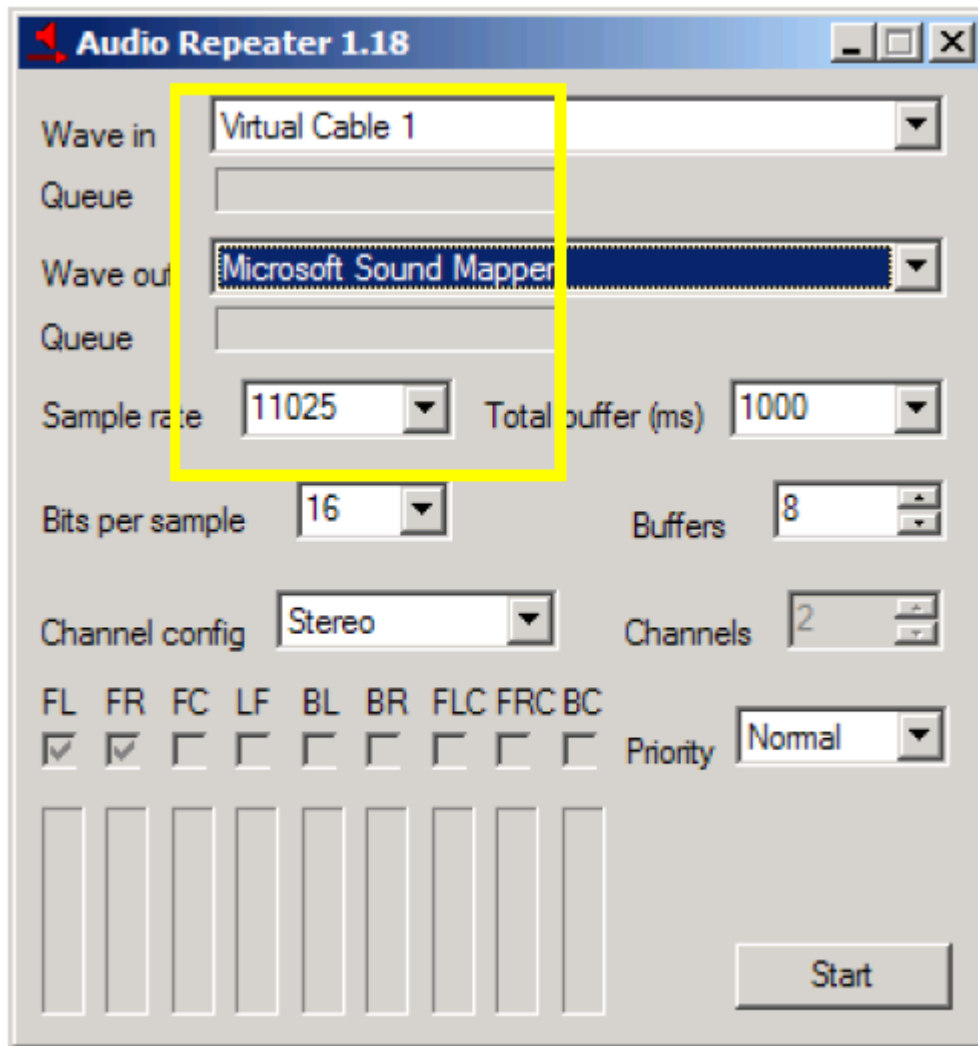 Audio Repeater 1.18
Wave in Virtual Cable 1
Queue
Wave out Microsoft Sound Mapper
Queue
Sample rate 11025 Total buffer (ms) 1000
Bits per sample 16 Buffers 8
Channel config Stereo Channels 2
FL FR FC LF BL BR FLC FRC BC
Priority Normal
Start